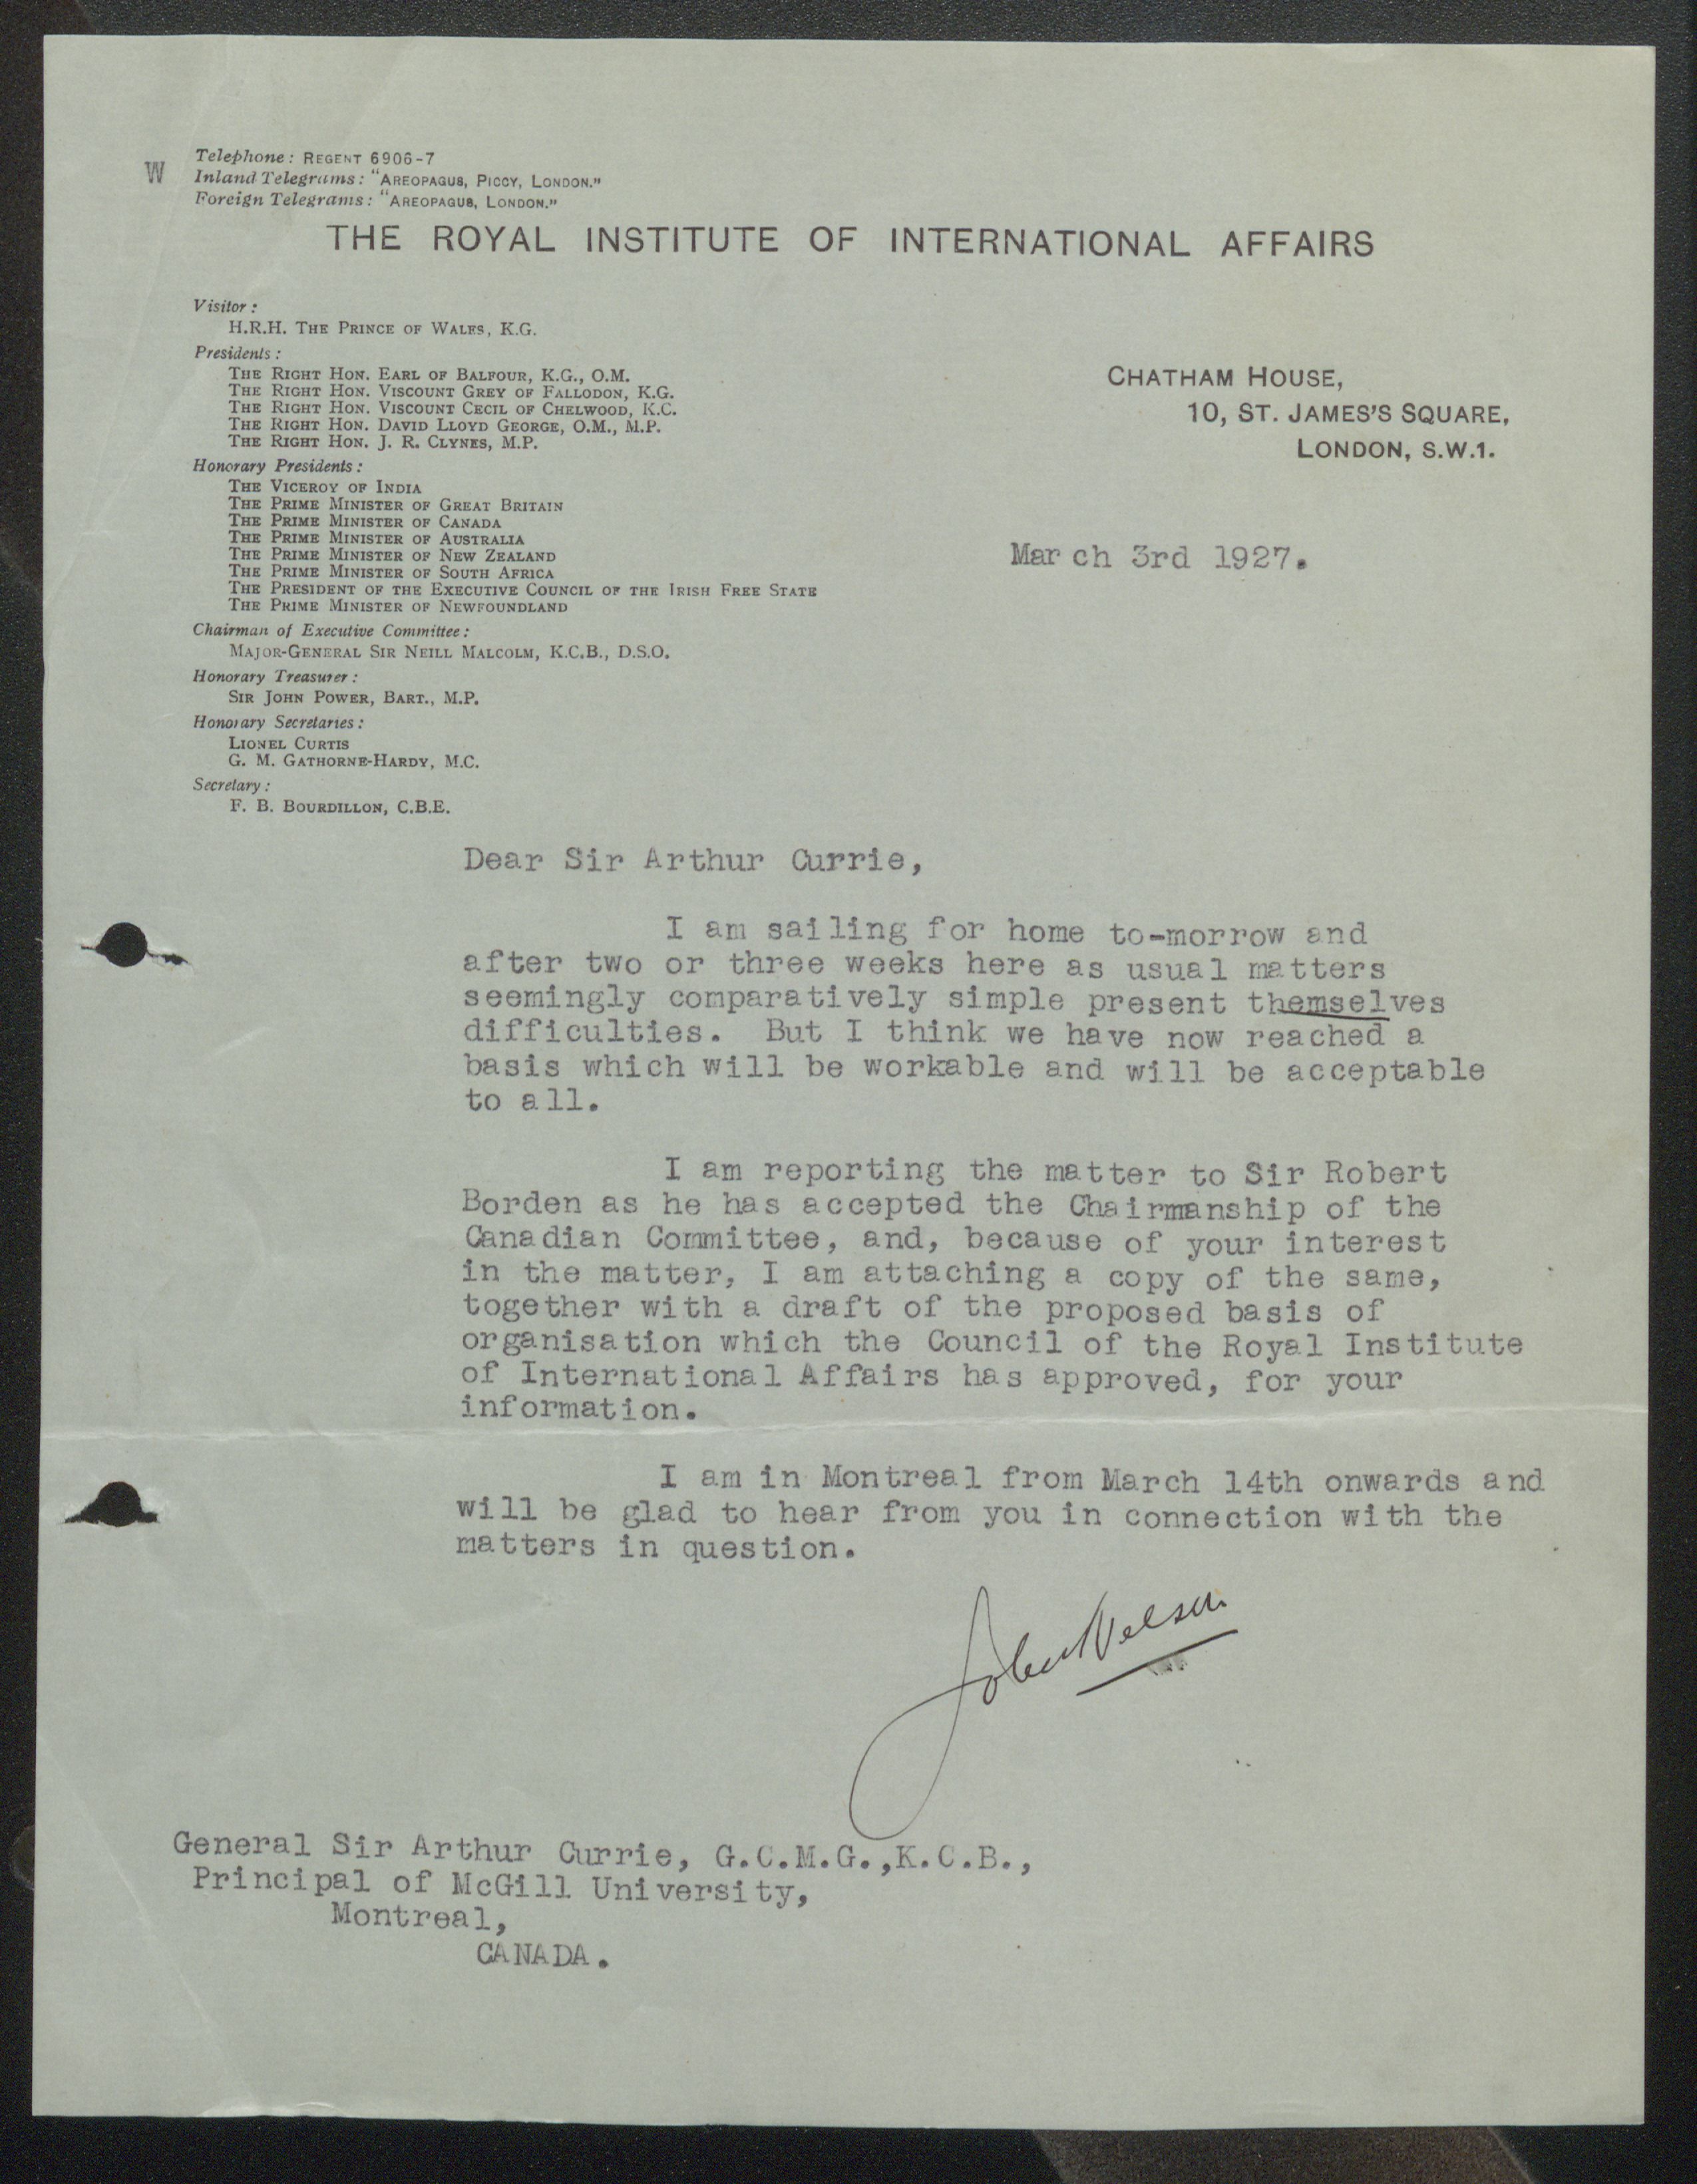 W
Telephone: REGENT 6906-7
Inland Telegrams: "AREOPAGUS, PICCY, LONDON."
Foreign Telegrams: "AREOPAGUS, LONDON."
THE ROYAL INSTITUTE OF INTERNATIONAL AFFAIRS
Visitor:
H.R.H. THE PRINCE OF WALES, K.G.
Presidents:
THE RIGHT HON. EARL OF BALFOUR, K.G., O.M.
THE RIGHT HON. VISCOUNT GREY OF FALLODON, K.G.
THE RIGHT HON. VISCOUNT CECIL OF CHELWOOD, K.C.
THE RIGHT HON. DAVID LLOYD GEORGE, O.M., M.P.
THE RIGHT HON. J. R. CLYNES, M.P.
Honorary Presidents:
THE VICEROY OF INDIA
THE PRIME MINISTER OF GREAT BRITAIN
THE PRIME MINISTER OF CANADA
THE PRIME MINISTER OF AUSTRALIA
THE PRIME MINISTER OF NEW ZEALAND
THE PRIME MINISTER OF SOUTH AFRICA
THE PRESIDENT OF THE EXECUTIVE COUNCIL OF THE IRISH FREE STATE
THE PRIME MINISTER OF NEWFOUNDLAND
Chairman of Executive Committee:
MAJOR-GENERAL SIR NEILL MALCOLM, K.C.B., D.S.O.
Honorary Treasurer:
SIR JOHN POWER, BART., M.P.
Honorary Secretaries:
LIONEL CURTIS
G. M. GATHORNE-HARDY, M.C.
Secretary:
F. B. BOURDILLON, C.B.E.
CHATHAM HOUSE,
10, ST. JAMES'S SQUARE,
LONDON, S.W.1.
March 3rd 1927.
Dear Sir Arthur Currie,
I am sailing for home to-morrow and
after two or three weeks here as usual matters
seemingly comparatively simple present themselves
difficulties. But I think we have now reached a
basis which will be workable and will be acceptable
to all.
I am reporting the matter to Sir Robert
Borden as he has accepted the Chairmanship of the
Canadian Committee, and, because of your interest
in the matter, I am attaching a copy of the same,
together with a draft of the proposed basis of
organisation which the Council of the Royal Institute
of International Affairs has approved, for your
information.
I am in Montreal from March 14th onwards and
will be glad to hear from you in connection with the
matters in question.
John Nelson
General Sir Arthur Currie, G.C.M.G.,K.C.B.,
Principal of McGill University,
Montreal,
CANADA.